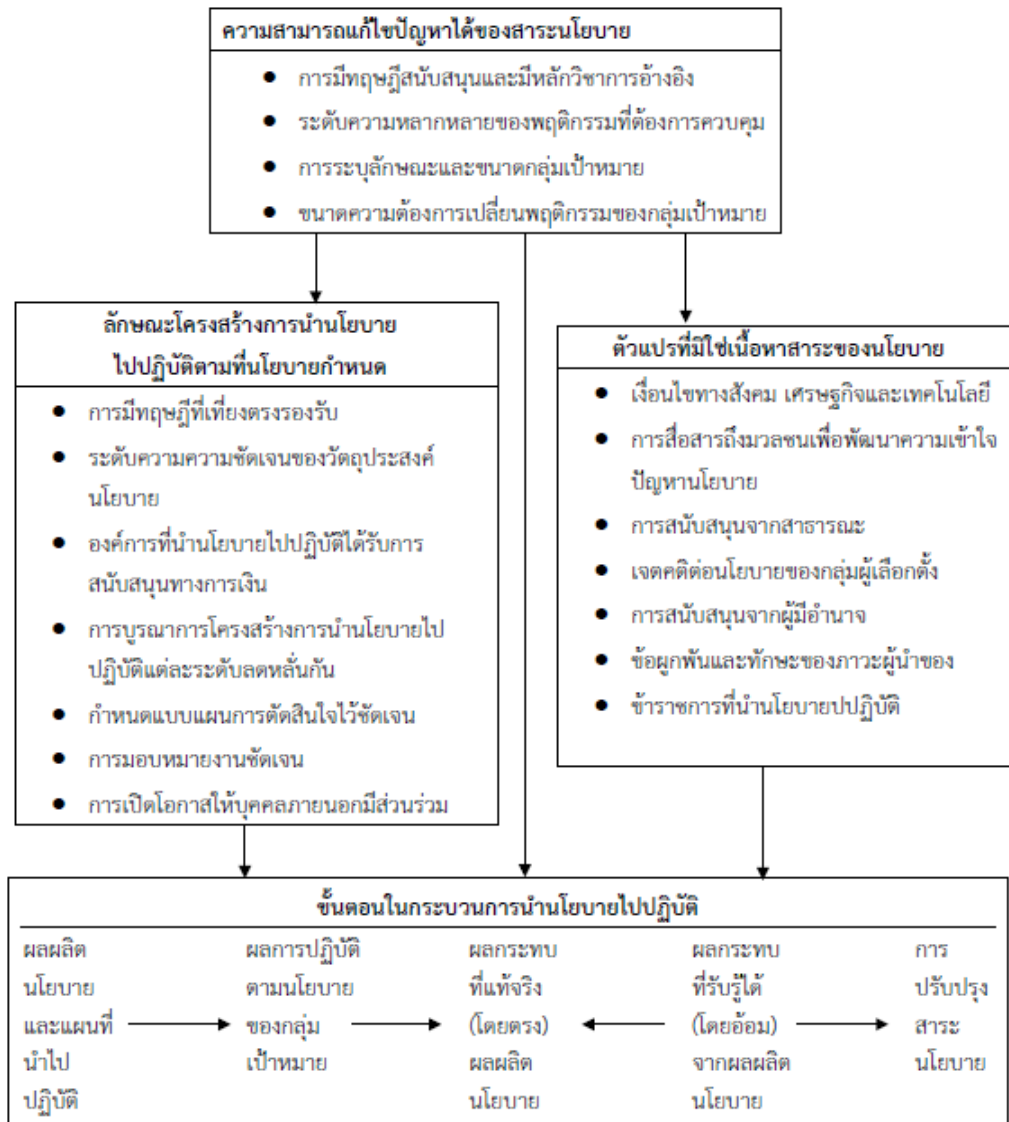 ความสามารถแก้ไขปัญหาได้ของสาระนโยบาย
● การมีทฤษฎีสนับสนุนและมีหลักวิชาการอ้างอิง
● ระดับความหลากหลายของพฤติกรรมที่ต้องการควบคุม
● การระบุลักษณะและขนาดกลุ่มเป้าหมาย
● ขนาดความต้องการเปลี่ยนพฤติกรรมของกลุ่มเป้าหมาย
ลักษณะโครงสร้างการนำนโยบาย
ไปปฏิบัติตามที่นโยบายกำหนด
● การมีทฤษฎีที่เที่ยงตรงรองรับ
● ระดับความความชัดเจนของวัตถุประสงค์
นโยบาย
● องค์การที่นำนโยบายไปปฏิบัติได้รับการ
สนับสนุนทางการเงิน
● การบูรณาการโครงสร้างการนำนโยบายไป
ปฏิบัติแต่ละระดับลดหลั่นกัน
● กำหนดแบบแผนการตัดสินใจไว้ชัดเจน
● การมอบหมายงานชัดเจน
● การเปิดโอกาสให้บุคคลภายนอกมีส่วนร่วม
ตัวแปรที่มิใช่เนื้อหาสาระของนโยบาย
● เงื่อนไขทางสังคม เศรษฐกิจและเทคโนโลยี
● การสื่อสารถึงมวลชนเพื่อพัฒนาความเข้าใจ
ปัญหานโยบาย
● การสนับสนุนจากสาธารณะ
● เจตคติต่อนโยบายของกลุ่มผู้เลือกตั้ง
● การสนับสนุนจากผู้มีอำนาจ
● ข้อผูกพันและทักษะของภาวะผู้นำของ
● ข้าราชการที่นำนโยบายปปฏิบัติ
ขั้นตอนในกระบวนการนำนโยบายไปปฏิบัติ
ผลผลิต
นโยบาย
และแผนที่
นำไป
ปฏิบัติ
ผลการปฏิบัติ
ตามนโยบาย
ของกลุ่ม
เป้าหมาย
ผลกระทบ
ที่แท้จริง
(โดยตรง)
ผลผลิต
นโยบาย
ผลกระทบ
ที่รับรู้ได้
(โดยอ้อม)
จากผลผลิต
นโยบาย
การ
ปรับปรุง
สาระ
นโยบาย